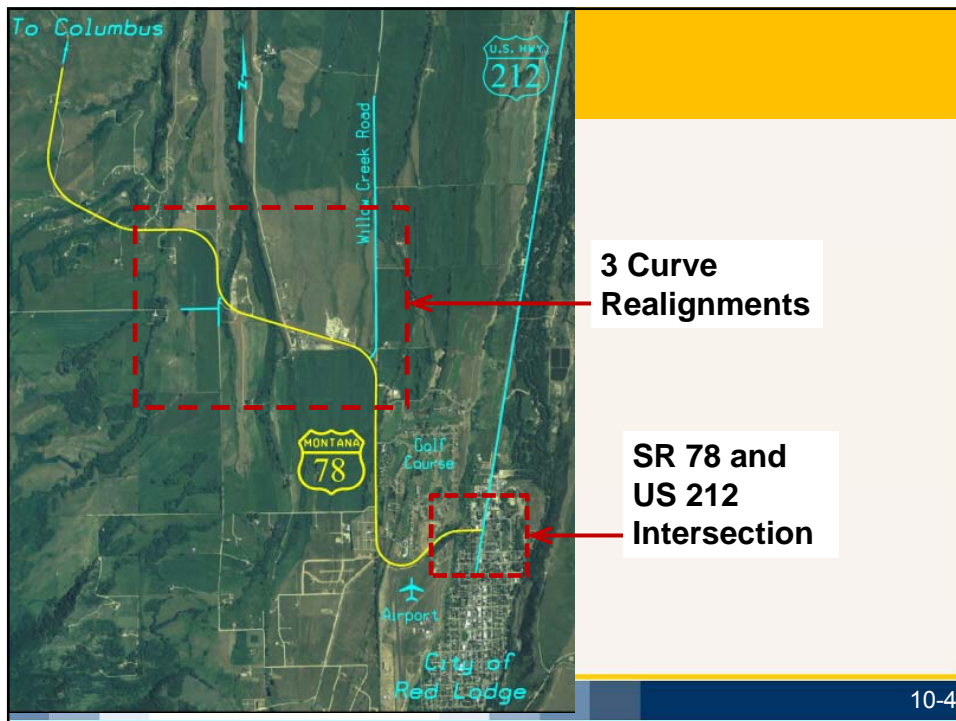 To Columbus
U.S. HWY
212
N
Willow Creek Road
3 Curve
Realignments
MONTANA
78
Golf
Course
SR 78 and
US 212
Intersection
Airport
City of
Red Lodge
10-4